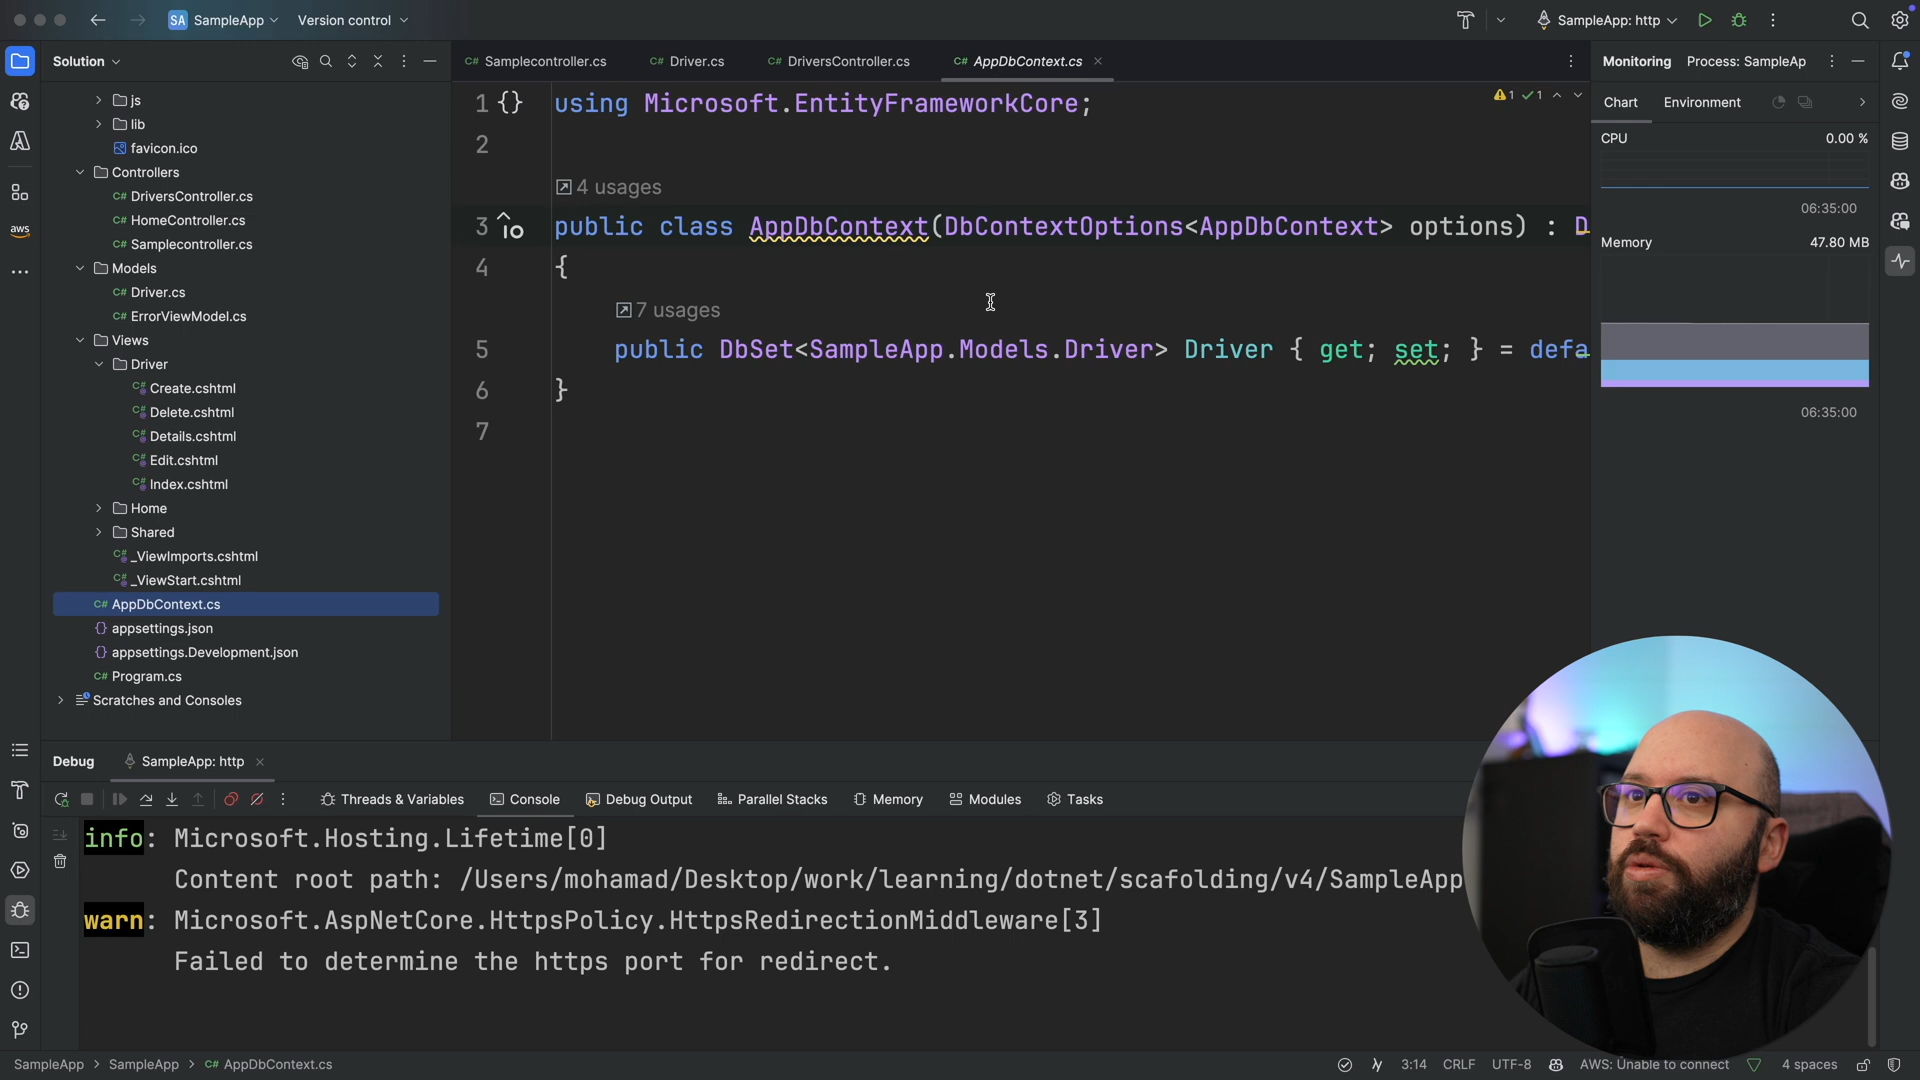 SA SampleApp
Version control
SampleApp: http
Solution
js
lib
favicon.ico
Controllers
C# DriversController.cs
C# HomeController.cs
C# Samplecontroller.cs
Models
C# Driver.cs
C# ErrorViewModel.cs
Views
Driver
C# Create.cshtml
C# Delete.cshtml
C# Details.cshtml
C# Edit.cshtml
C# Index.cshtml
Home
Shared
C# _ViewImports.cshtml
C# _ViewStart.cshtml
C# AppDbContext.cs
{} appsettings.json
{} appsettings.Development.json
C# Program.cs
Scratches and Consoles
aws
C# Samplecontroller.cs
C# Driver.cs
C# DriversController.cs
C# AppDbContext.cs
1 {} using Microsoft.EntityFrameworkCore;
1 1
2
4 usages
3 public class AppDbContext(DbContextOptions<AppDbContext> options) : D
4 {
7 usages
5 public DbSet<SampleApp.Models.Driver> Driver { get; set; } = defa
6 }
7
Monitoring Process: SampleAp
Chart Environment
CPU 0.00 %
06:35:00
Memory 47.80 MB
06:35:00
Debug SampleApp: http
Threads & Variables Console Debug Output Parallel Stacks Memory Modules Tasks
info: Microsoft.Hosting.Lifetime[0]
Content root path: /Users/mohamad/Desktop/work/learning/dotnet/scafolding/v4/SampleApp
warn: Microsoft.AspNetCore.HttpsPolicy.HttpsRedirectionMiddleware[3]
Failed to determine the https port for redirect.
SampleApp > SampleApp > C# AppDbContext.cs
3:14 CRLF UTF-8 AWS: Unable to connect 4 spaces